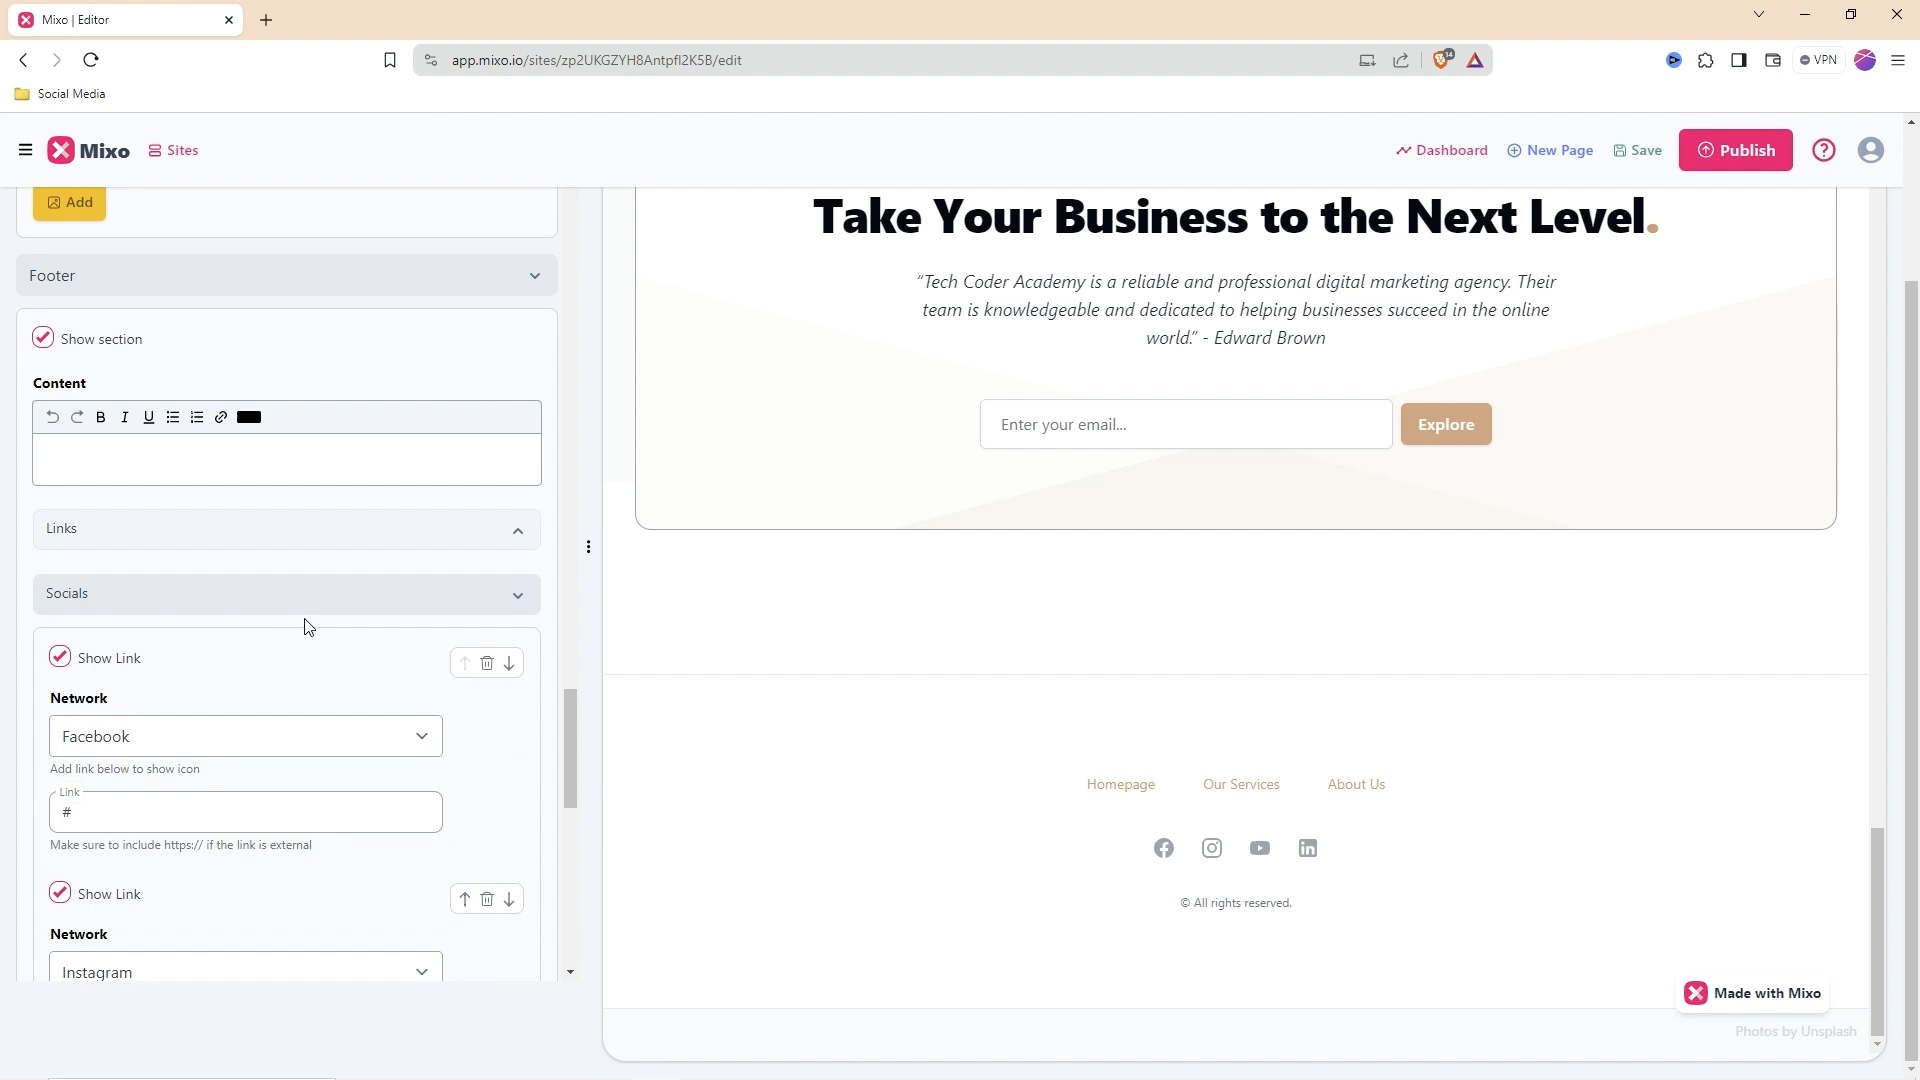 Mixo | Editor
app.mixo.io/sites/zp2UKGZYH8Antpfl2K5B/edit
14
VPN
Social Media
Mixo
Sites
Dashboard
New Page
Save
Publish
Add
Footer
Show section
Content
Links
Socials
Show Link
Network
Facebook
Add link below to show icon
Link
#
Make sure to include https:// if the link is external
Show Link
Network
Instagram
Take Your Business to the Next Level.
“Tech Coder Academy is a reliable and professional digital marketing agency. Their
team is knowledgeable and dedicated to helping businesses succeed in the online
world.” - Edward Brown
Enter your email...
Explore
Homepage
Our Services
About Us
© All rights reserved.
Made with Mixo
Photos by Unsplash